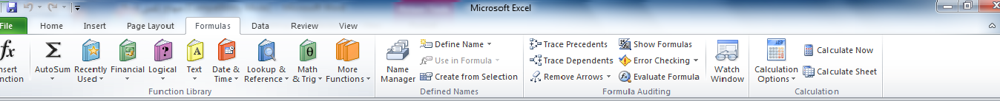 Microsoft Excel
File Home Insert Page Layout Formulas Data Review View
fx Σ ? A θ Define Name Trace Precedents Show Formulas Calculate Now
nsert AutoSum Recently Financial Logical Text Date & Lookup & Math More Name Use in Formula Trace Dependents Error Checking Watch Calculation
nction Used Time Reference & Trig Functions Manager Create from Selection Remove Arrows Evaluate Formula Window Options Calculate Sheet
Function Library Defined Names Formula Auditing Calculation